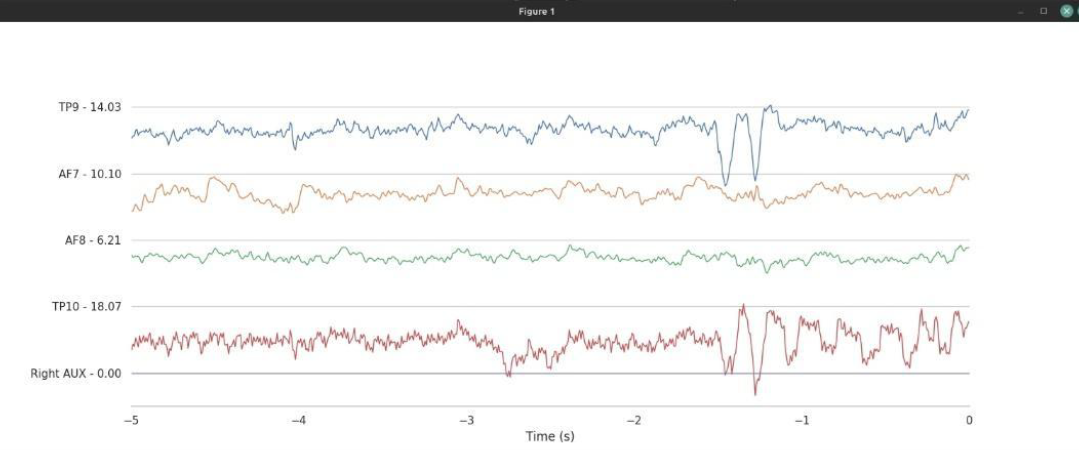 Figure 1
TP9 - 14.03
AF7 - 10.10
AF8 - 6.21
TP10 - 18.07
Right AUX - 0.00
−5 −4 −3 −2 −1 0
Time (s)